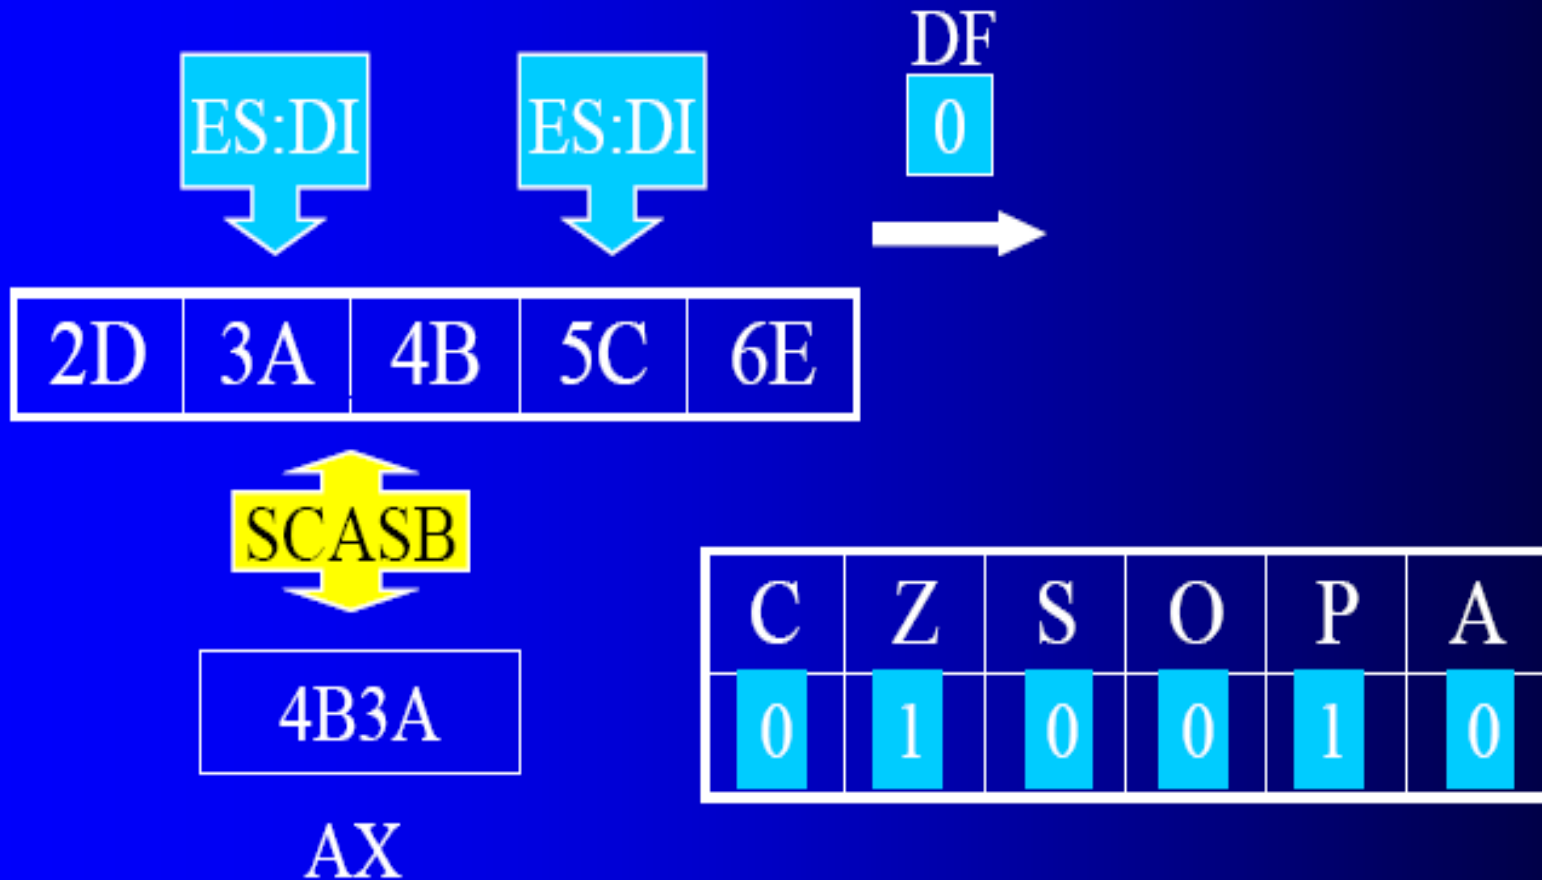 DF
ES:DI ES:DI 0
2D 3A 4B 5C 6E
SCASB
C Z S O P A
4B3A 0 1 0 0 1 0
AX